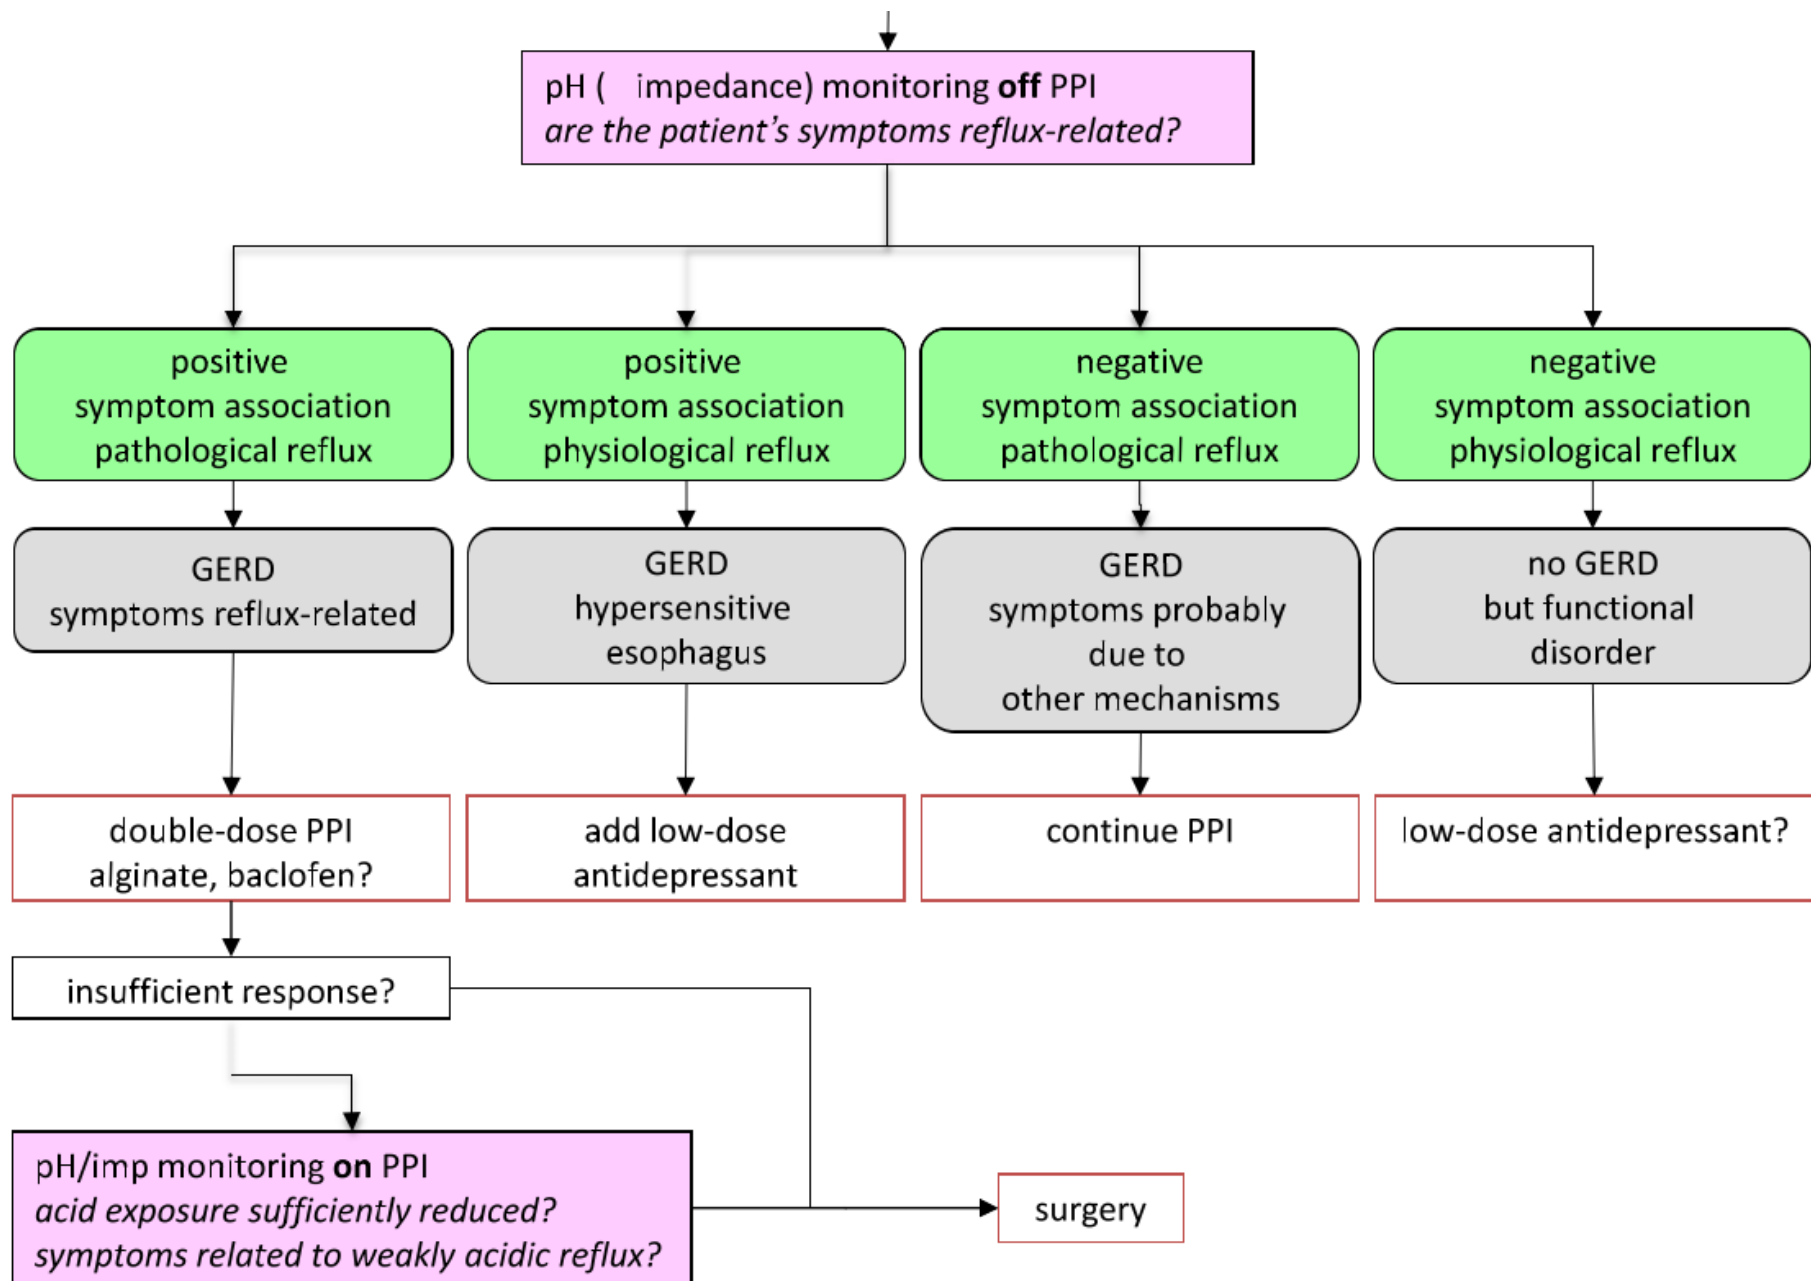 pH ( impedance) monitoring off PPI
are the patient's symptoms reflux-related?
positive
symptom association
pathological reflux
positive
symptom association
physiological reflux
negative
symptom association
pathological reflux
negative
symptom association
physiological reflux
GERD
symptoms reflux-related
GERD
hypersensitive
esophagus
GERD
symptoms probably
due to
other mechanisms
no GERD
but functional
disorder
double-dose PPI
alginate, baclofen?
add low-dose
antidepressant
continue PPI
low-dose antidepressant?
insufficient response?
pH/imp monitoring on PPI
acid exposure sufficiently reduced?
symptoms related to weakly acidic reflux?
surgery